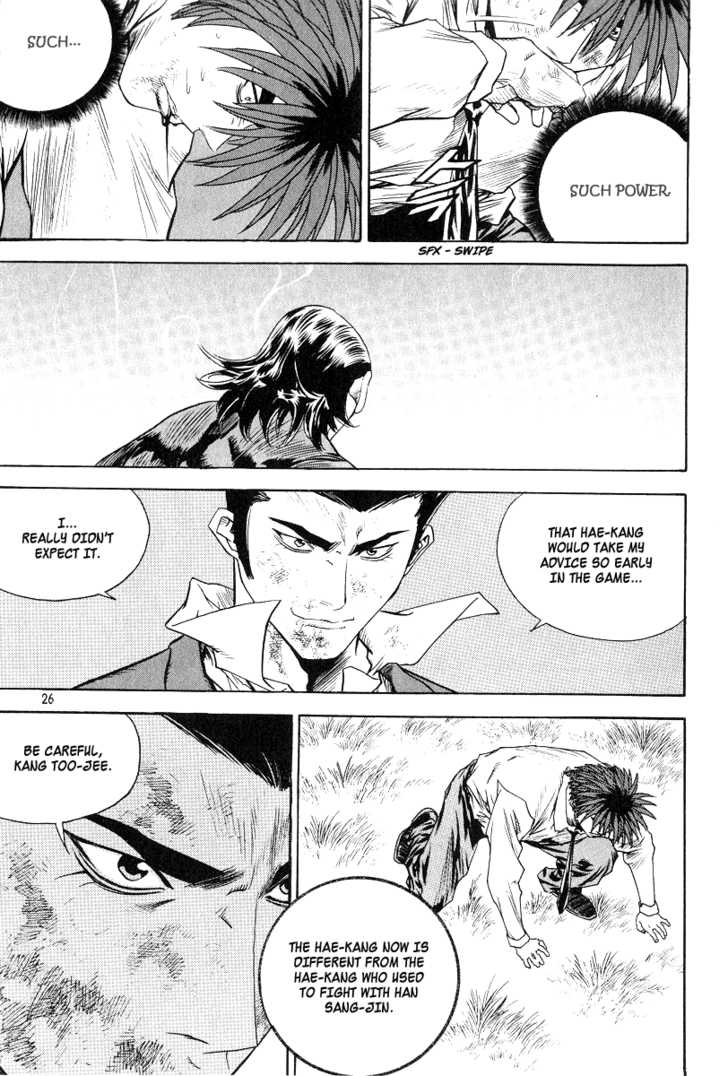 SUCH...
SUCH POWER.
SFX - SWIPE
I...
REALLY DIDN'T
EXPECT IT.
THAT HAE-KANG
WOULD TAKE MY
ADVICE SO EARLY
IN THE GAME...
26
BE CAREFUL,
KANG TOO-JEE.
THE HAE-KANG NOW IS
DIFFERENT FROM THE
HAE-KANG WHO USED
TO FIGHT WITH HAN
SANG-JIN.